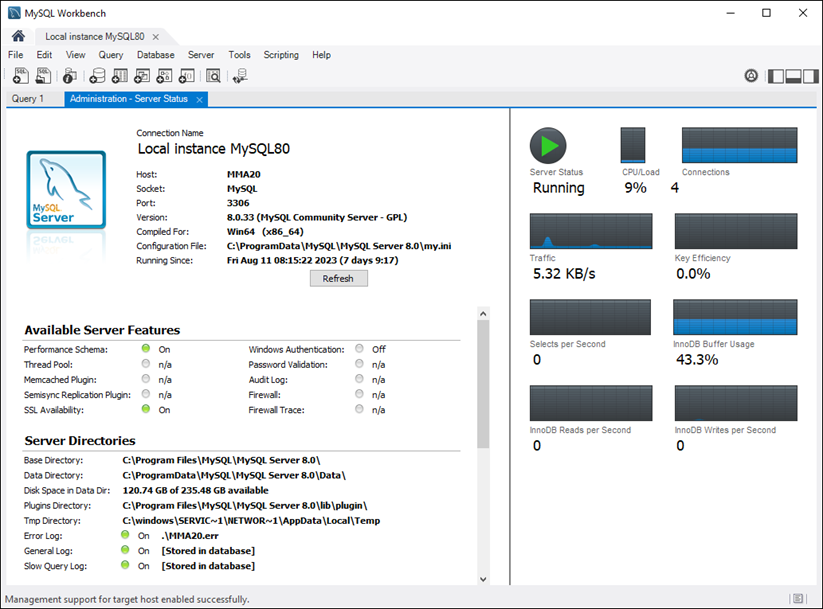 MySQL Workbench
Local instance MySQL80
File Edit View Query Database Server Tools Scripting Help
Query 1
Administration - Server Status
Connection Name
Local instance MySQL80
MySQL
Server
Host: MMA20
Socket: MySQL
Port: 3306
Version: 8.0.33 (MySQL Community Server - GPL)
Compiled For: Win64 (x86_64)
Configuration File: C:\ProgramData\MySQL\MySQL Server 8.0\my.ini
Running Since: Fri Aug 11 08:15:22 2023 (7 days 9:17)
Refresh
Available Server Features
Performance Schema: On Windows Authentication: Off
Thread Pool: n/a Password Validation: n/a
Memcached Plugin: n/a Audit Log: n/a
Semisync Replication Plugin: n/a Firewall: n/a
SSL Availability: On Firewall Trace: n/a
Server Directories
Base Directory: C:\Program Files\MySQL\MySQL Server 8.0\
Data Directory: C:\ProgramData\MySQL\MySQL Server 8.0\Data\
Disk Space in Data Dir: 120.74 GB of 235.48 GB available
Plugins Directory: C:\Program Files\MySQL\MySQL Server 8.0\lib\plugin\
Tmp Directory: C:\windows\SERVIC~1\NETWOR~1\AppData\Local\Temp
Error Log: On .\MMA20.err
General Log: On [Stored in database]
Slow Query Log: On [Stored in database]
Server Status CPU/Load Connections
Running 9% 4
Traffic Key Efficiency
5.32 KB/s 0.0%
Selects per Second InnoDB Buffer Usage
0 43.3%
InnoDB Reads per Second InnoDB Writes per Second
0 0
Management support for target host enabled successfully.